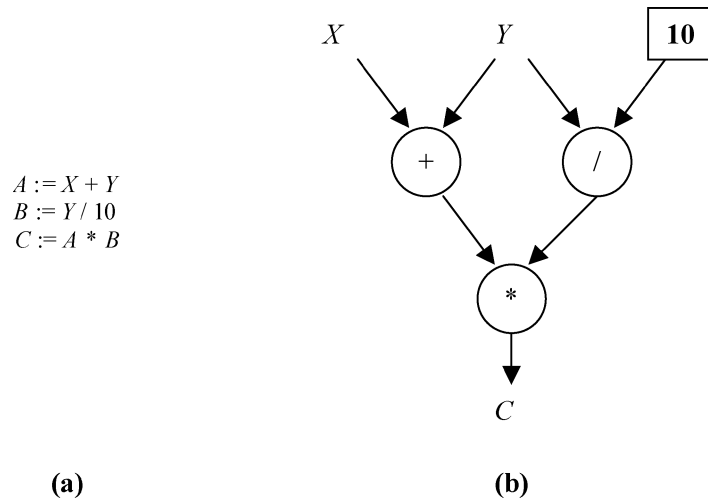 X Y 10
+ /
A := X + Y
B := Y / 10
C := A * B
*
C
(a) (b)